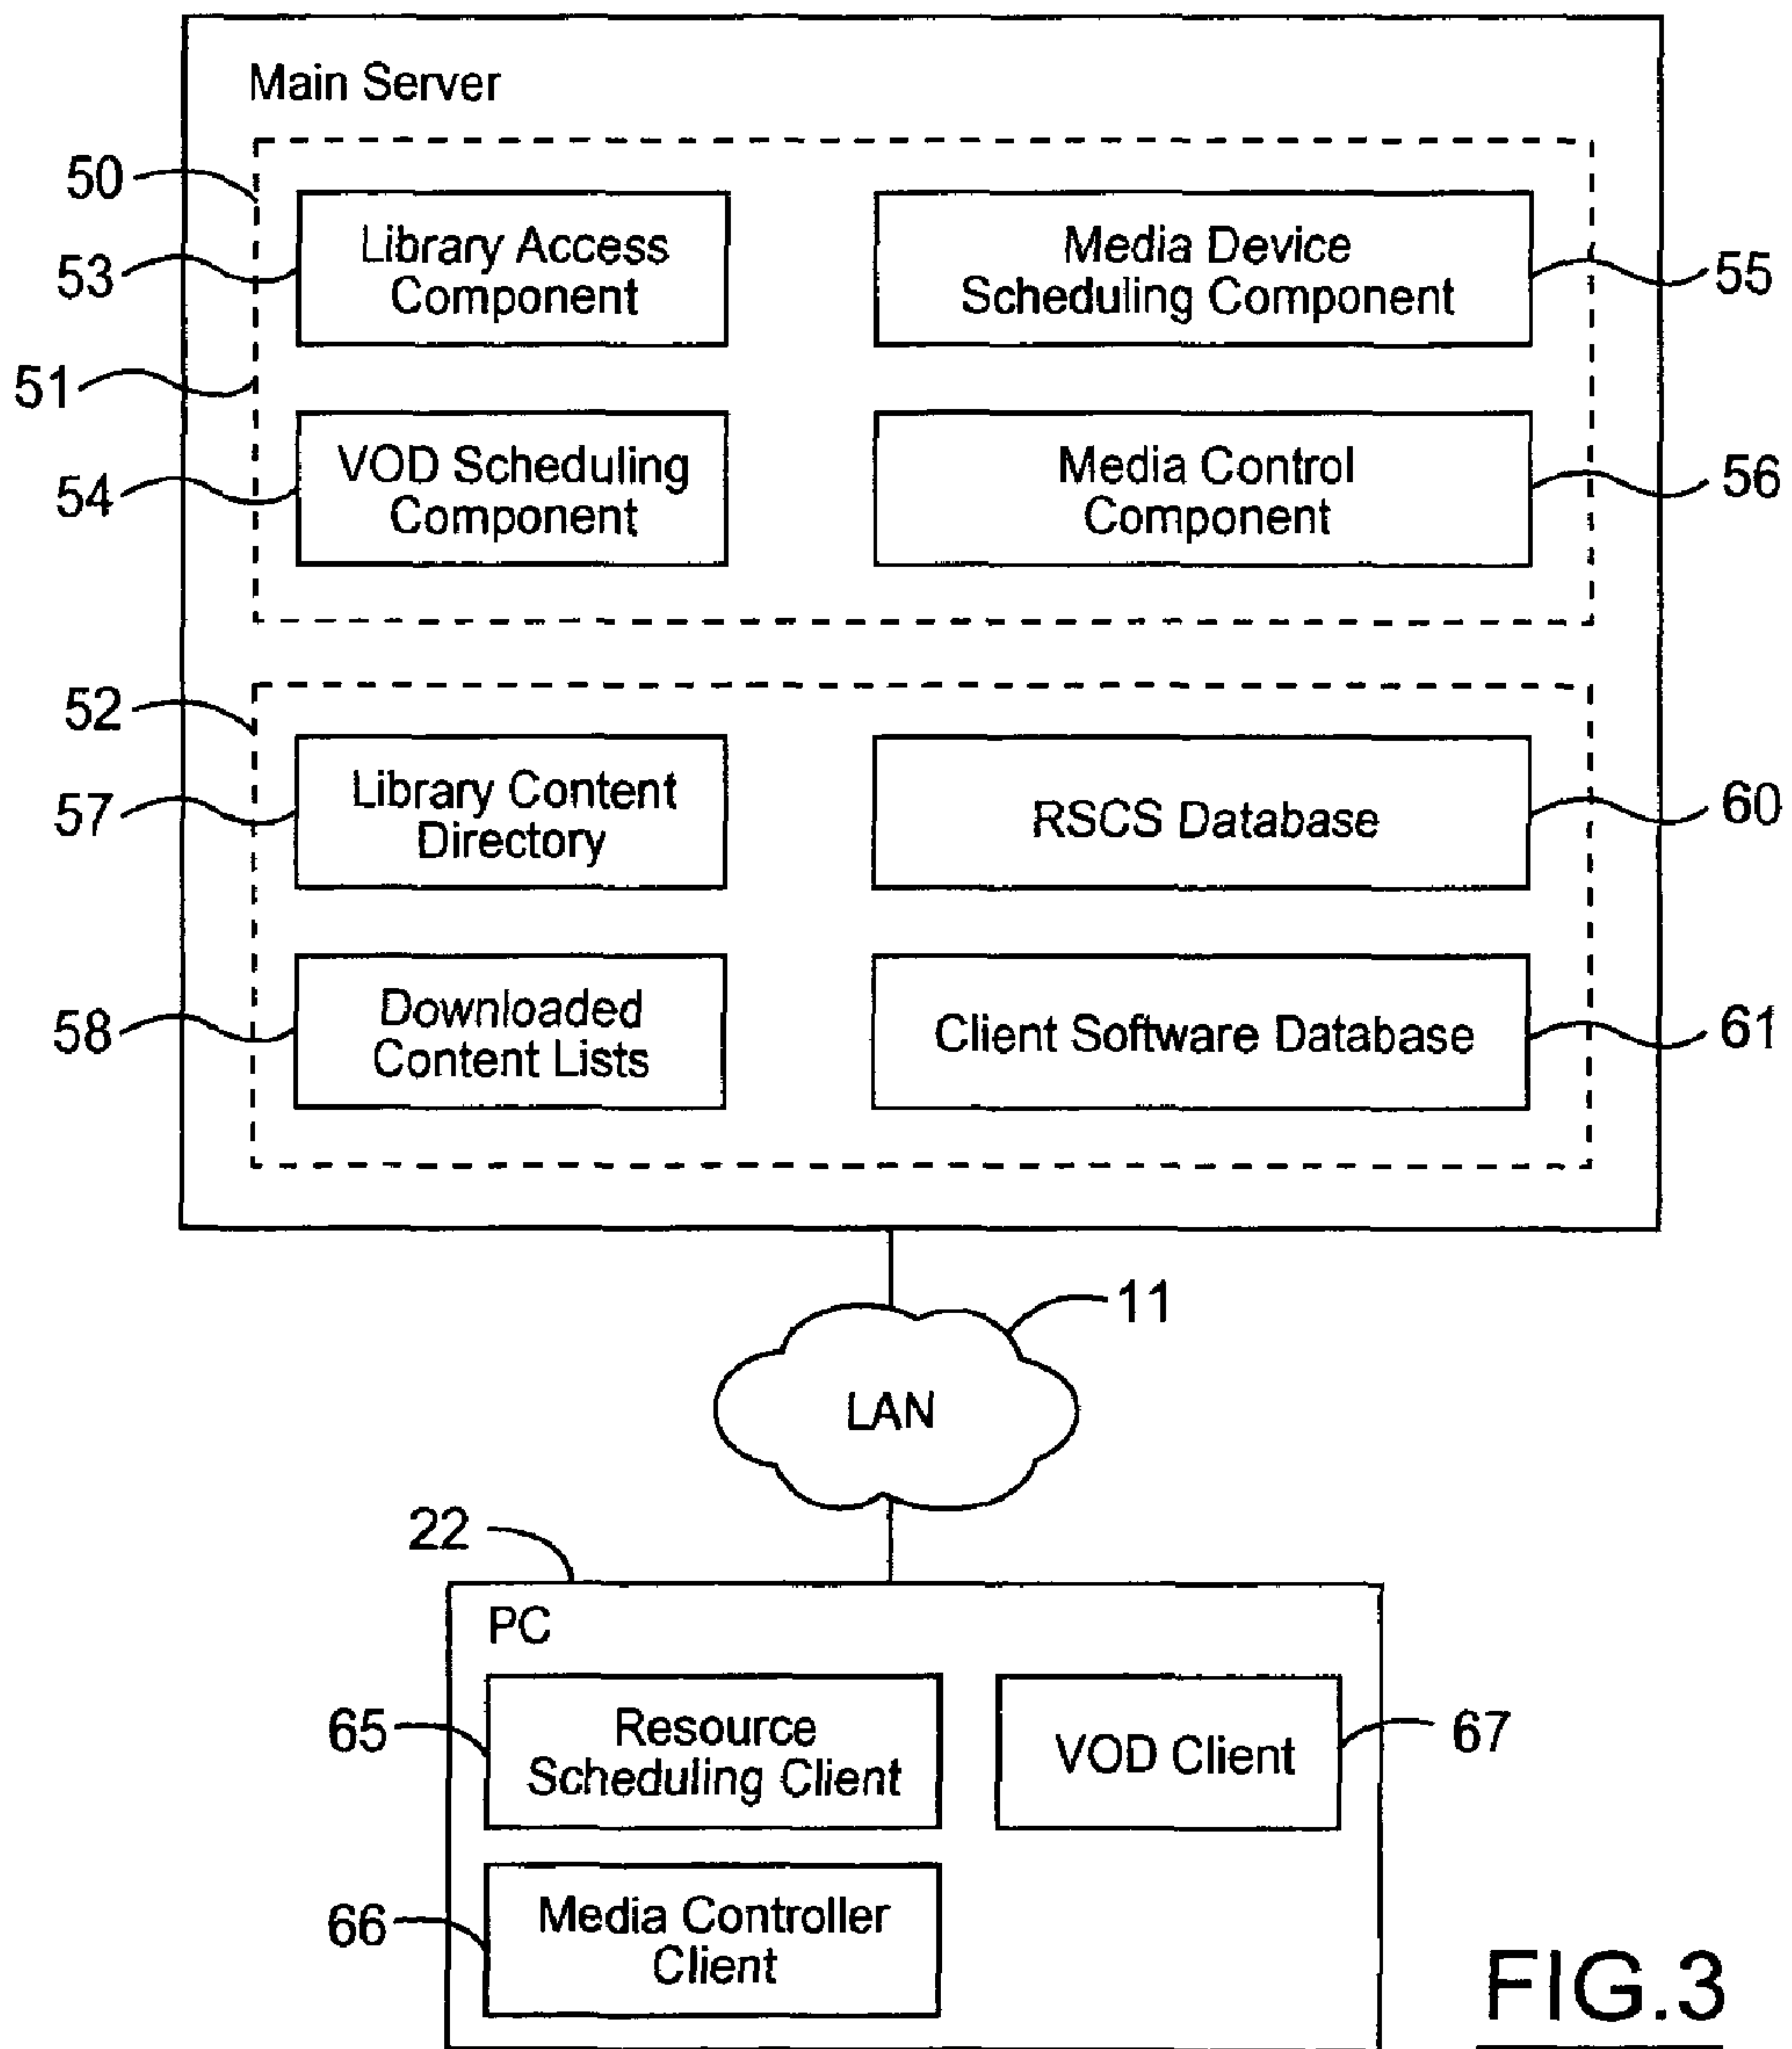 Main Server
50
53
Library Access
Component
Media Device
Scheduling Component
55
51
54
VOD Scheduling
Component
Media Control
Component
56
52
57
Library Content
Directory
RSCS Database
60
58
Downloaded
Content Lists
Client Software Database
61
11
LAN
22
PC
65
Resource
Scheduling Client
VOD Client
67
66
Media Controller
Client
FIG.3